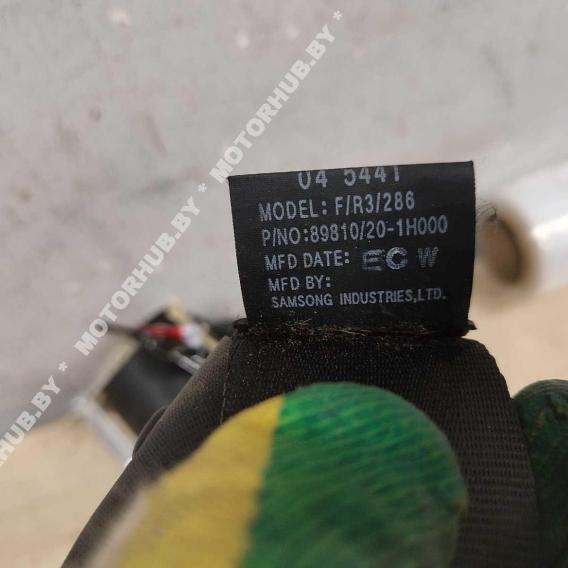 04 5441
MODEL: F/R3/286
P/NO:89810/20-1H000
MFD DATE: ECW
MFD BY:
SAMSONG INDUSTRIES,LTD.
* MOTORHUB.BY * MOTORHUB.BY * MOTORHUB.BY